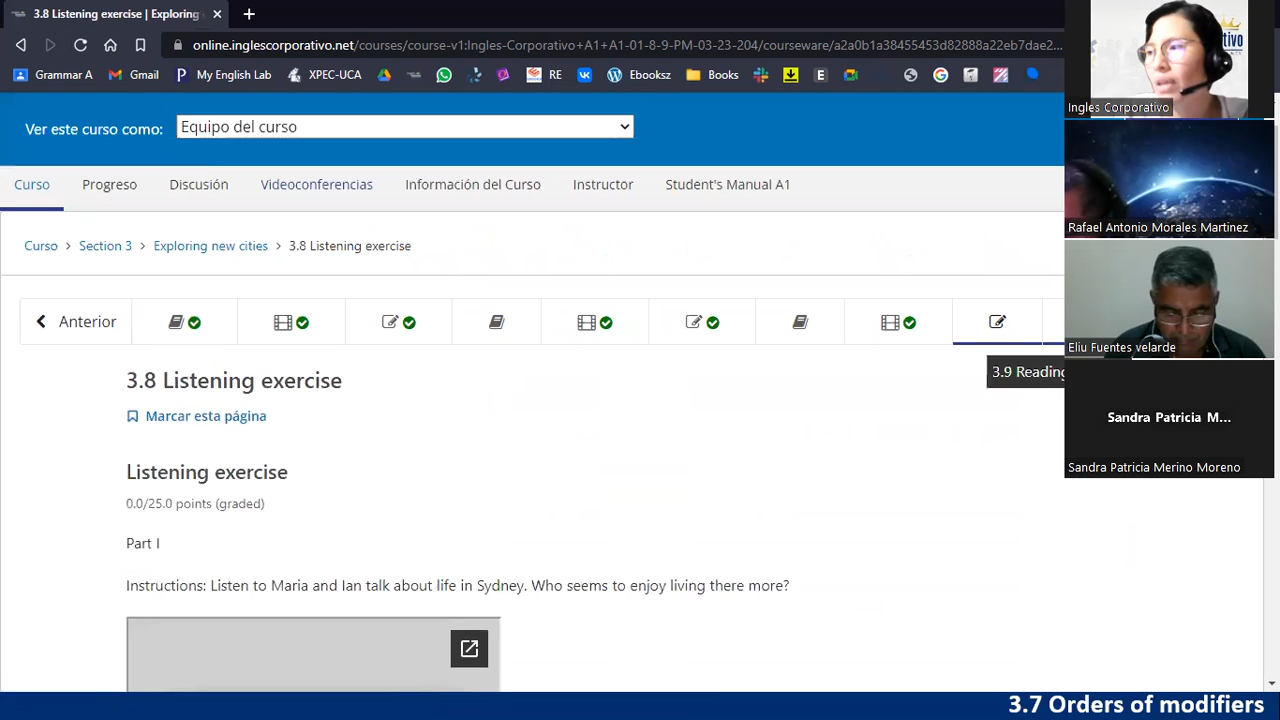 3.8 Listening exercise | Exploring
online.inglescorporativo.net/courses/course-v1:Ingles-Corporativo+A1+A1-01-8-9-PM-03-23-204/courseware/a2a0b1a38455453d82888a22eb7dae2...
Grammar A
Gmail
My English Lab
XPEC-UCA
RE
Ebooksz
Books
Ingles Corporativo
Ver este curso como:
Equipo del curso
Curso
Progreso
Discusión
Videoconferencias
Información del Curso
Instructor
Student's Manual A1
Rafael Antonio Morales Martinez
Curso > Section 3 > Exploring new cities > 3.8 Listening exercise
Anterior
Eliu Fuentes velarde
3.9 Reading
3.8 Listening exercise
Marcar esta página
Sandra Patricia M...
Sandra Patricia Merino Moreno
Listening exercise
0.0/25.0 points (graded)
Part I
Instructions: Listen to Maria and Ian talk about life in Sydney. Who seems to enjoy living there more?
3.7 Orders of modifiers